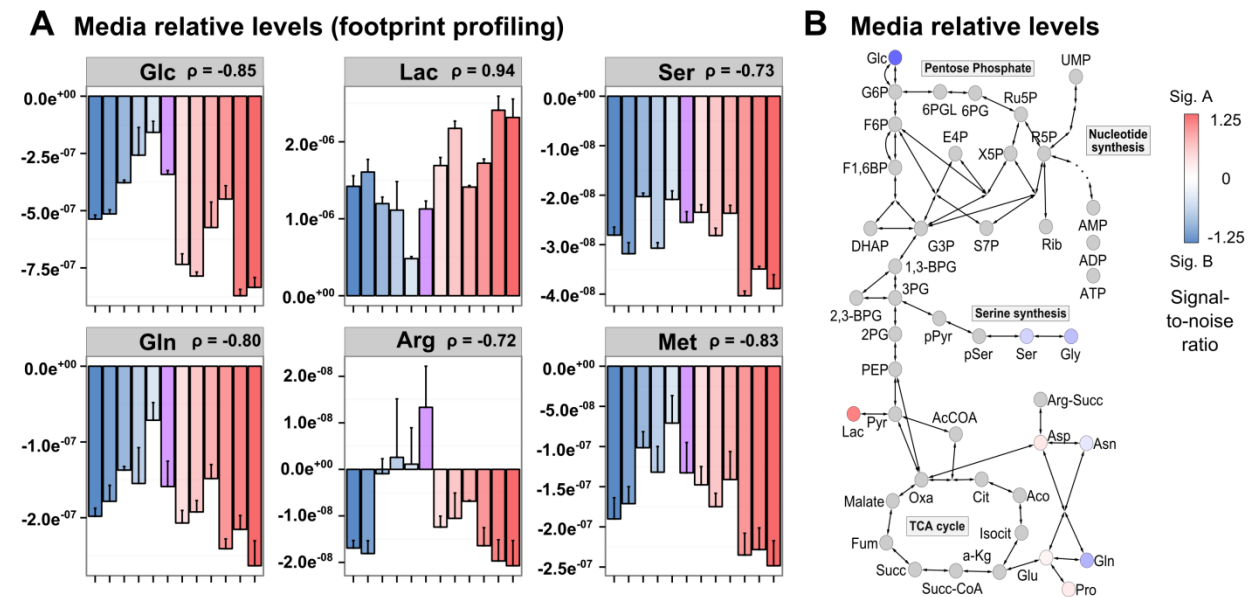 A Media relative levels (footprint profiling)
Glc ρ = -0.85
0.0e+00
-2.5e-07
-5.0e-07
-7.5e-07
Lac ρ = 0.94
2.0e-06
1.0e-06
0.0e+00
Ser ρ = -0.73
0.0e+00
-1.0e-08
-2.0e-08
-3.0e-08
-4.0e-08
Gln ρ = -0.80
0.0e+00
-1.0e-07
-2.0e-07
Arg ρ = -0.72
2.0e-08
1.0e-08
0.0e+00
-1.0e-08
-2.0e-08
Met ρ = -0.83
0.0e+00
-5.0e-08
-1.0e-07
-1.5e-07
-2.0e-07
-2.5e-07
B Media relative levels
Glc
UMP
Pentose Phosphate
G6P
6PGL
6PG
Ru5P
F6P
E4P
X5P
R5P
Nucleotide
synthesis
F1,6BP
DHAP
G3P
S7P
Rib
AMP
ADP
ATP
1,3-BPG
3PG
2,3-BPG
2PG
pPyr
Serine synthesis
pSer
Ser
Gly
PEP
Lac
Pyr
AcCOA
Arg-Succ
Asp
Asn
Oxa
Cit
Aco
Malate
TCA cycle
Isocit
Fum
a-Kg
Succ
Succ-CoA
Glu
Gln
Pro
Sig. A
1.25
0
-1.25
Sig. B
Signal-
to-noise
ratio